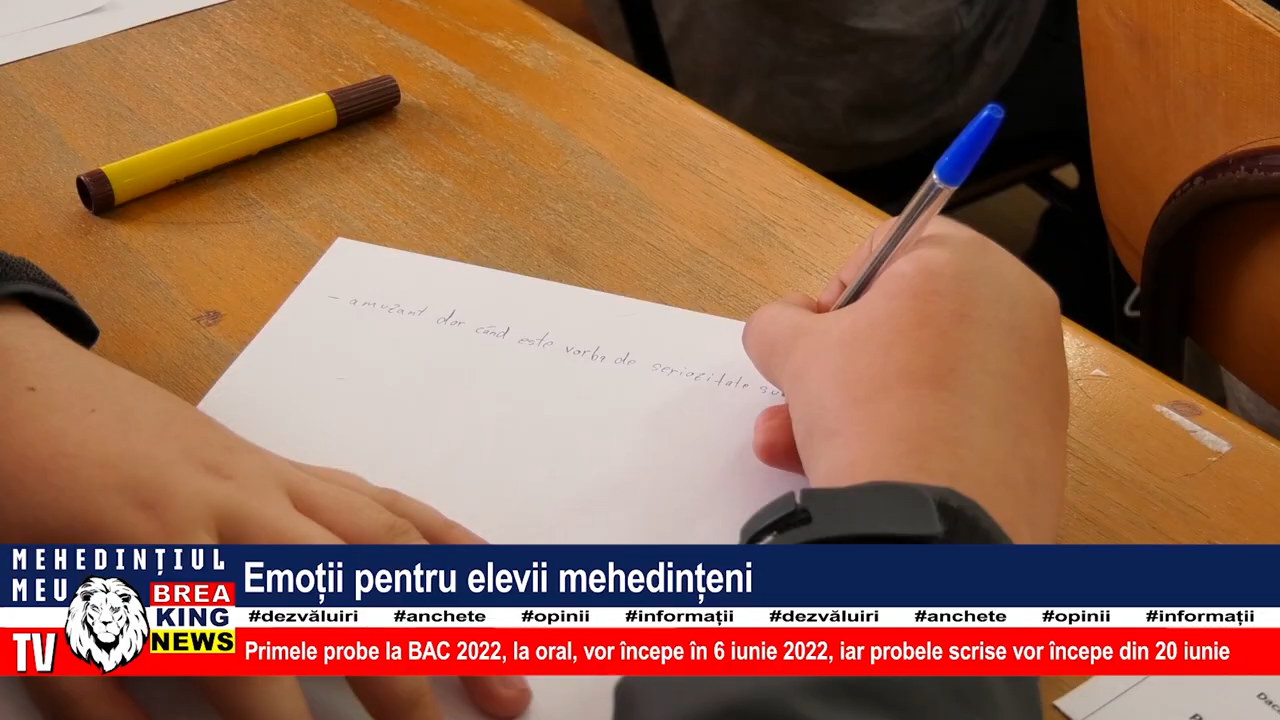 - amuzant dar când este vorba de seriozitate
MEHEDINȚIUL
MEU
TV
BREA
KING
NEWS
Emoții pentru elevii mehedințeni
#dezvăluiri #anchete #opinii #informații #dezvăluiri #anchete #opinii #informații
Primele probe la BAC 2022, la oral, vor începe în 6 iunie 2022, iar probele scrise vor începe din 20 iunie